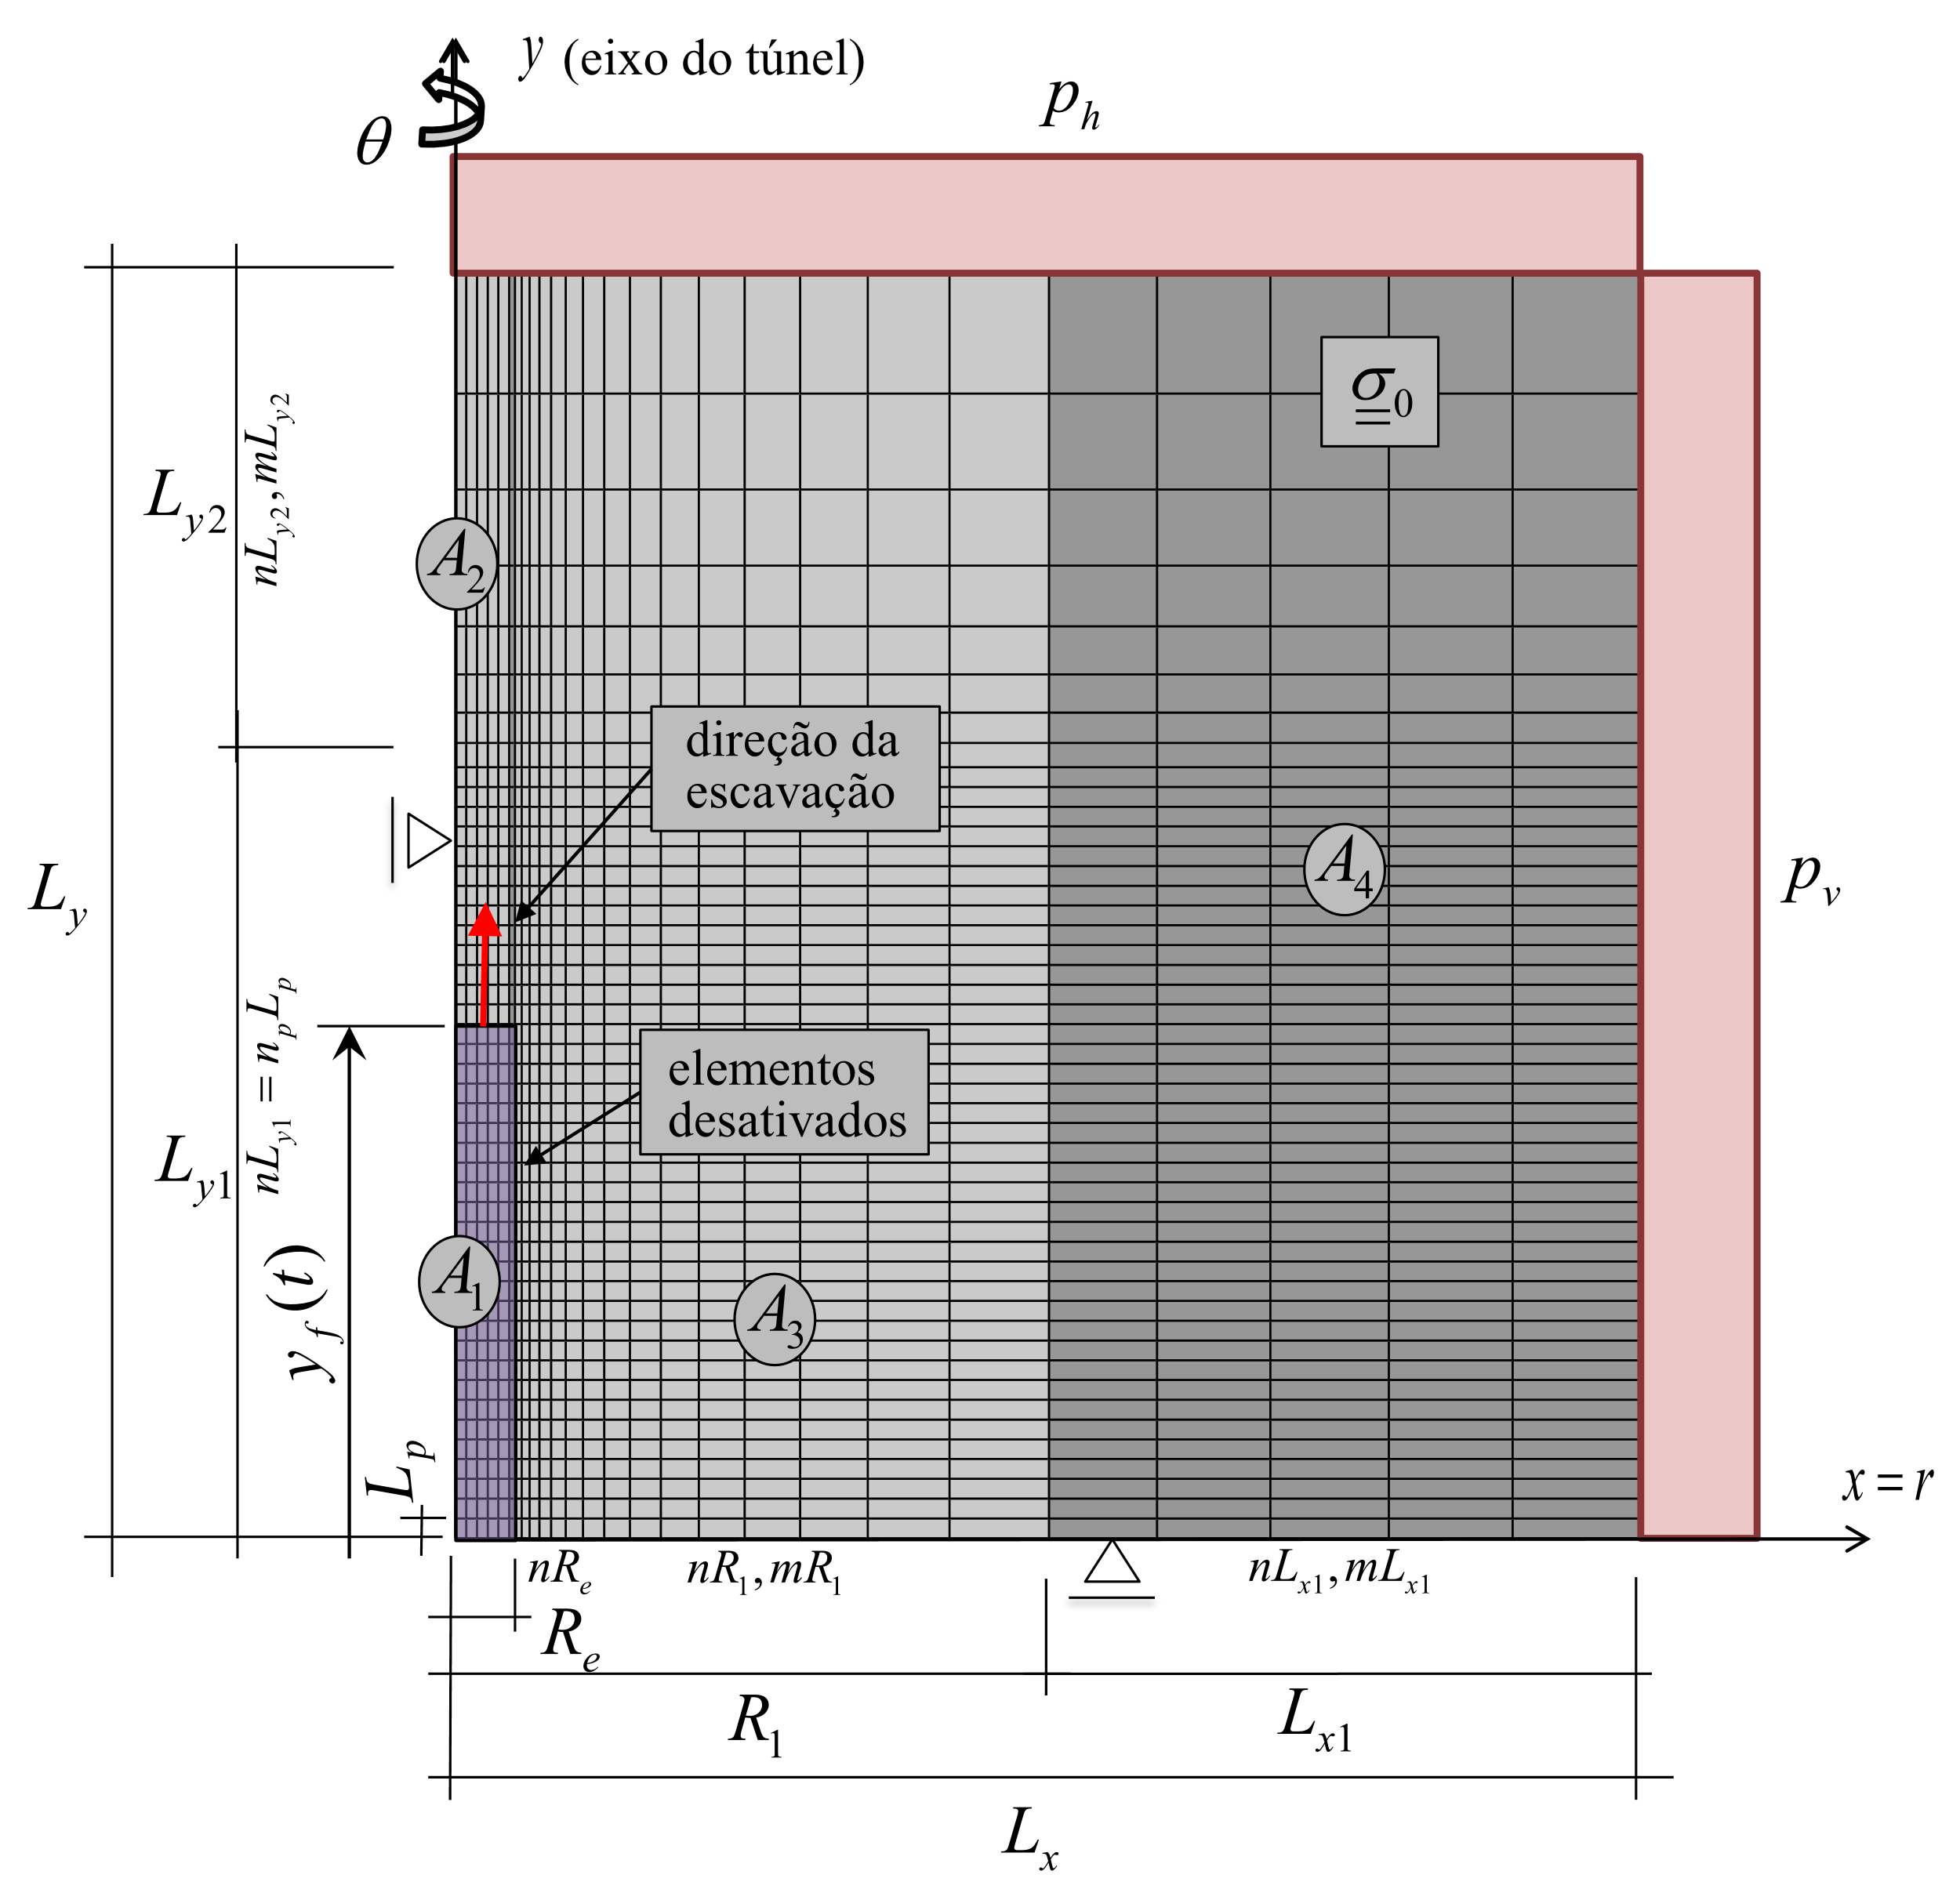 y (eixo do túnel)
θ
p_h
σ_0
L_y2
nL_y2, mL_y2
A_2
direção da
escavação
A_4
L_y
p_v
nL_y1 = n_p L_p
elementos
desativados
L_y1
y_f(t)
A_1
A_3
L_p
x = r
nR_e
nR_1, mR_1
nL_x1, mL_x1
R_e
R_1
L_x1
L_x